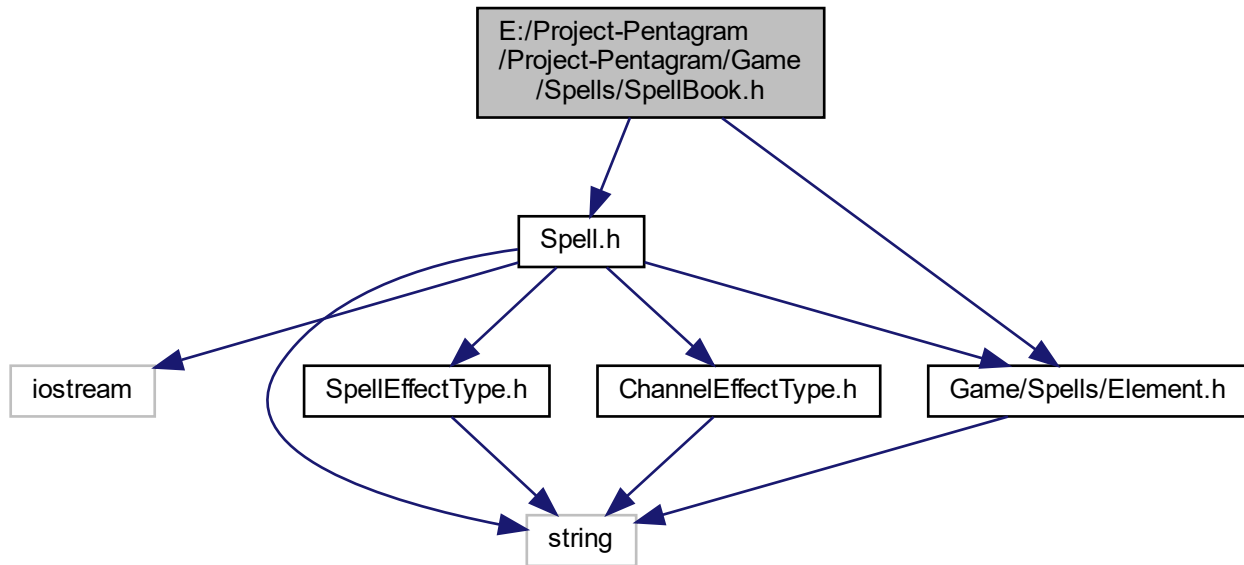 E:/Project-Pentagram
/Project-Pentagram/Game
/Spells/SpellBook.h
Spell.h
iostream
SpellEffectType.h
ChannelEffectType.h
Game/Spells/Element.h
string